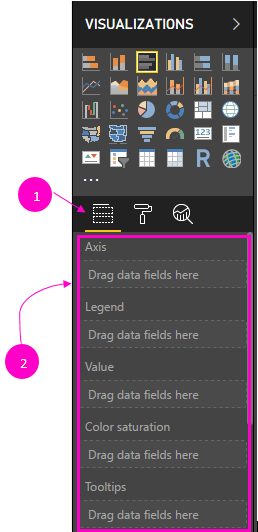 VISUALIZATIONS
123
R
...
1
Axis
Drag data fields here
Legend
Drag data fields here
2
Value
Drag data fields here
Color saturation
Drag data fields here
Tooltips
Drag data fields here